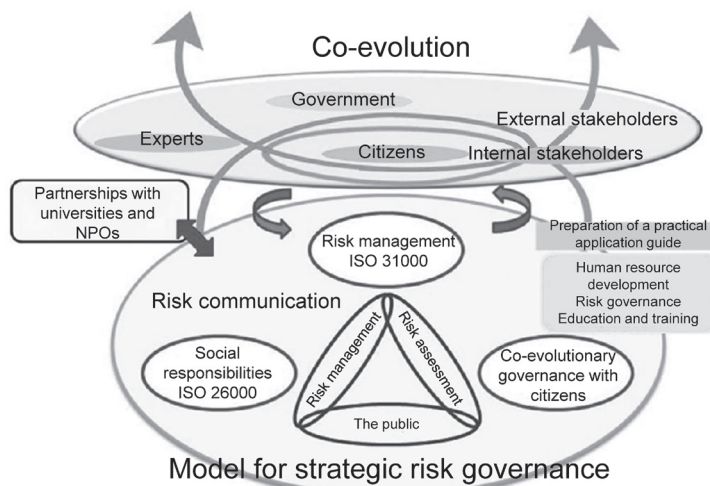 Co-evolution
Government
External stakeholders
Experts
Citizens
Internal stakeholders
Partnerships with
universities and
NPOs
Preparation of a practical
application guide
Risk management
ISO 31000
Human resource
development
Risk governance
Education and training
Risk communication
Risk management
Risk assessment
Social
responsibilities
ISO 26000
Co-evolutionary
governance with
citizens
The public
Model for strategic risk governance